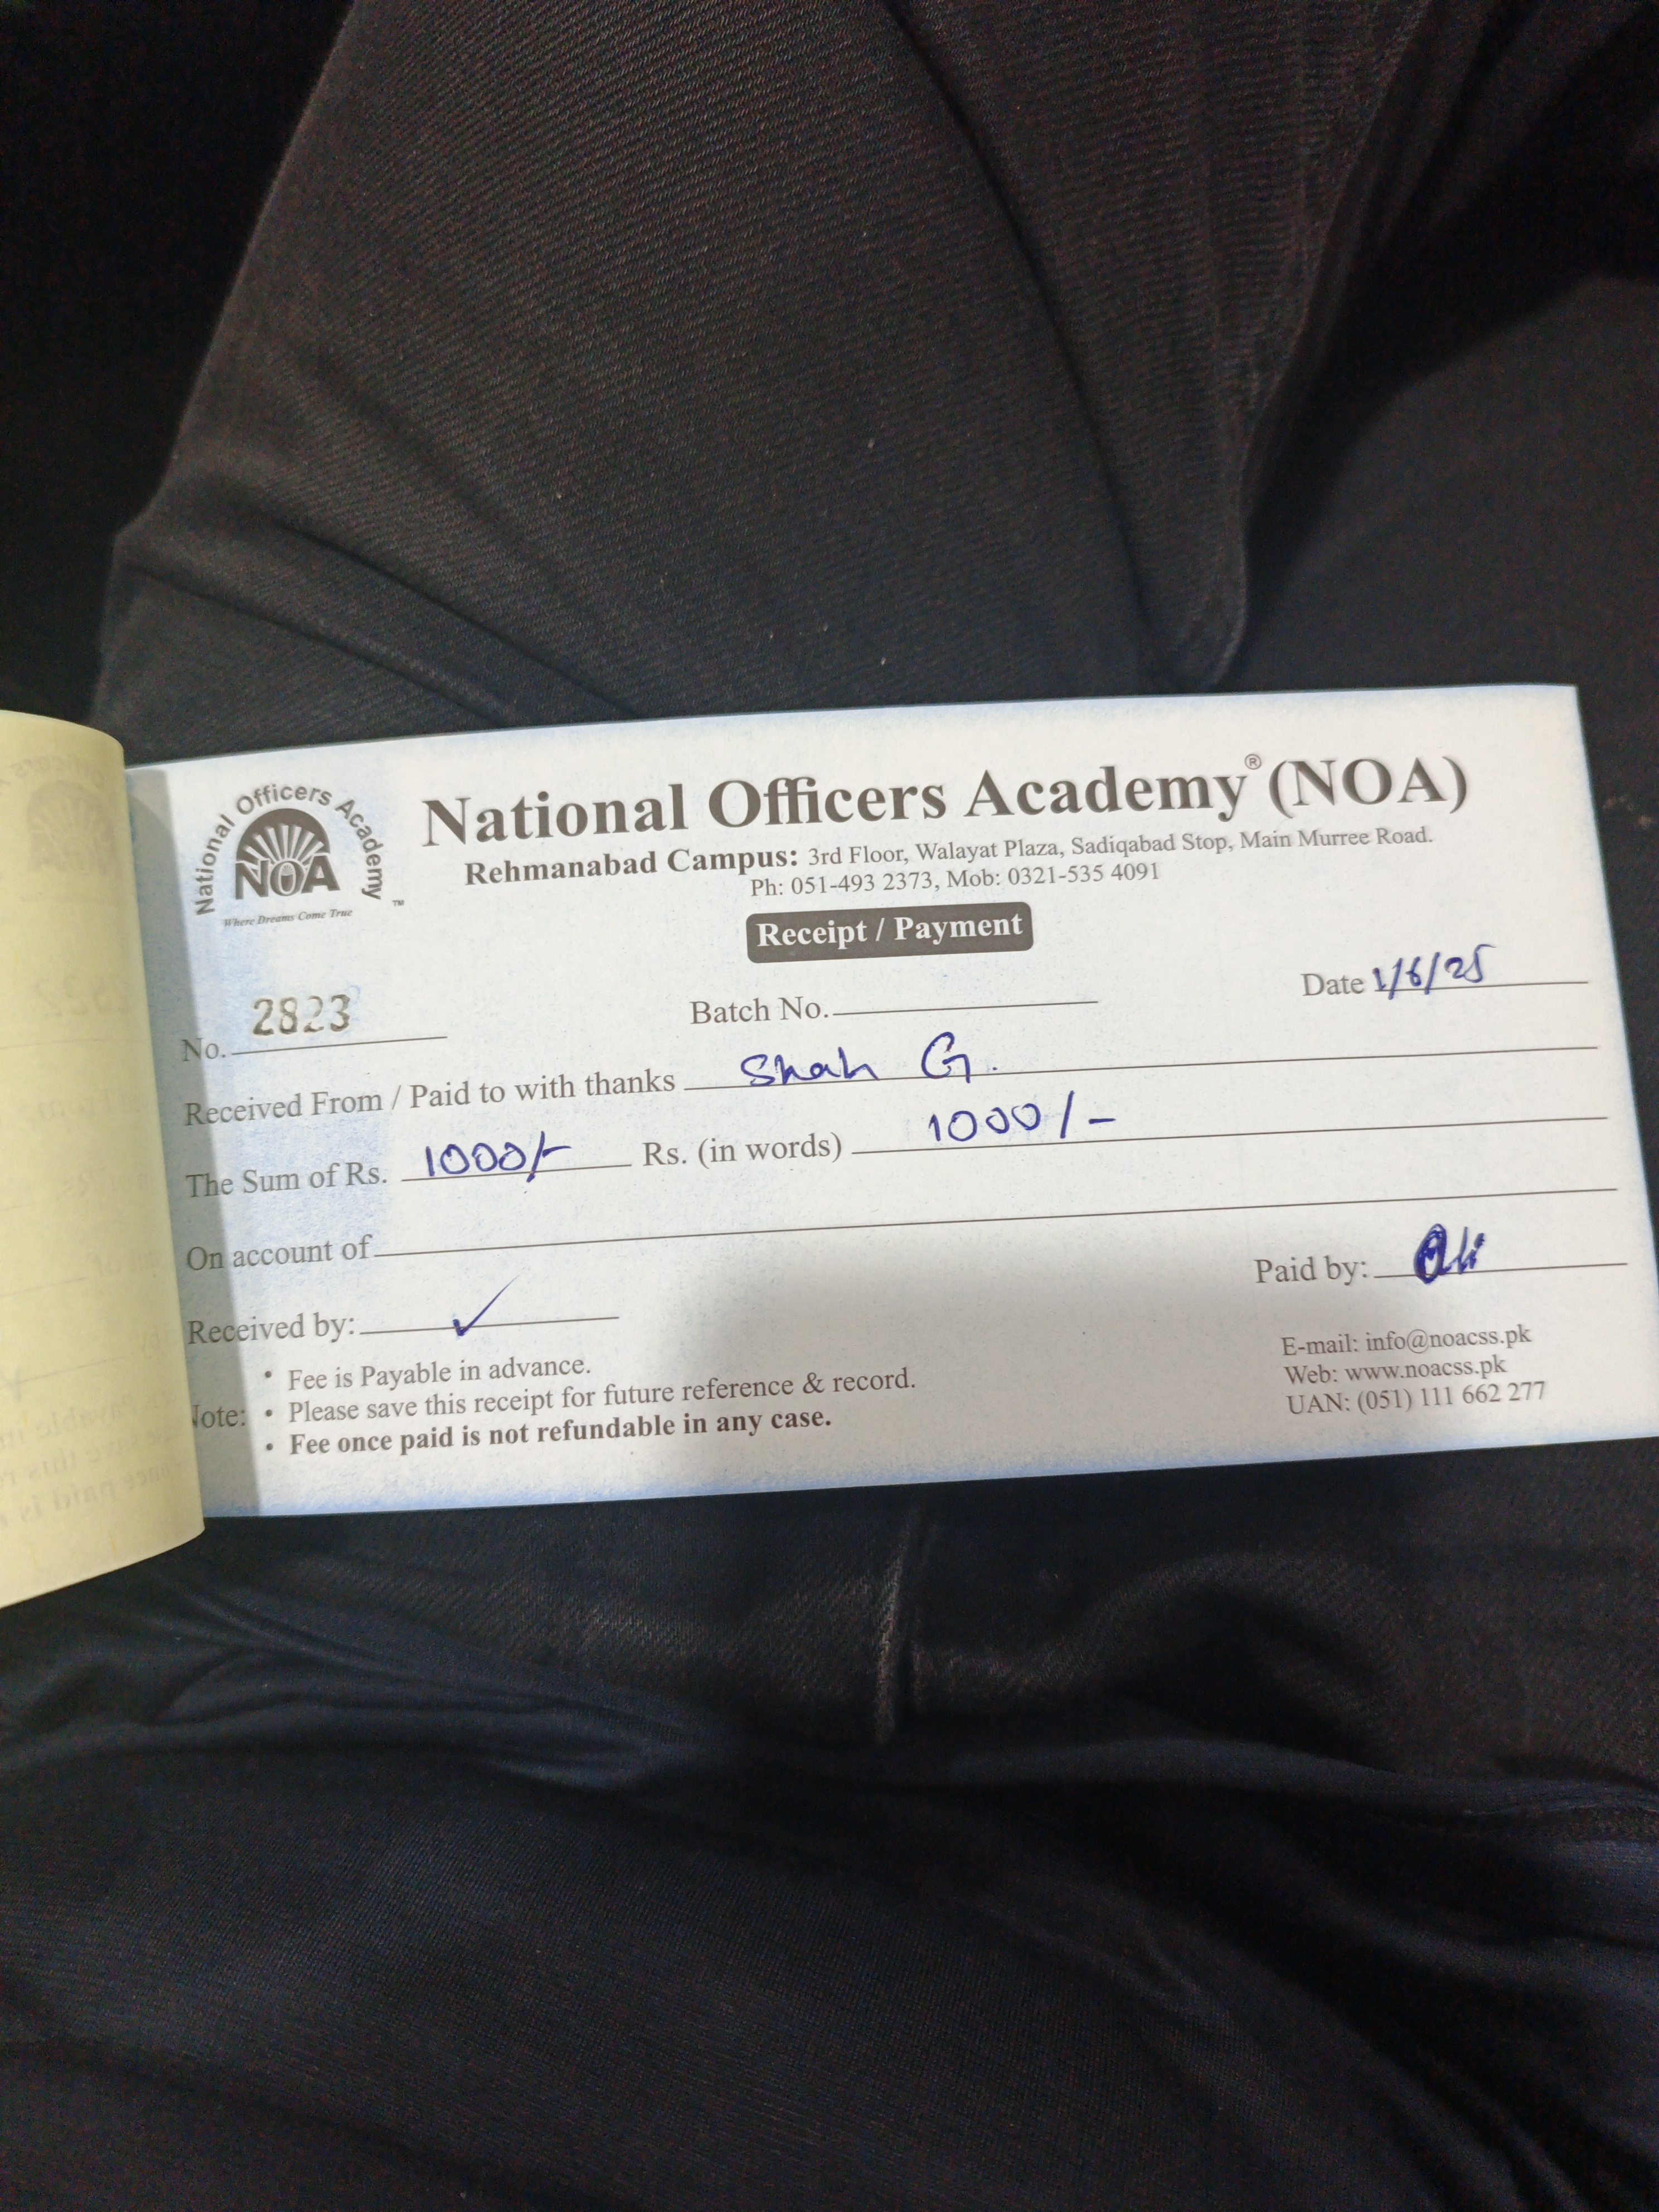 National Officers Academy ™
NOA
Where Dreams Come True
National Officers Academy® (NOA)
Rehmanabad Campus: 3rd Floor, Walayat Plaza, Sadiqabad Stop, Main Murree Road.
Ph: 051-493 2373, Mob: 0321-535 4091
Receipt / Payment
No. 2823 Batch No. Date 1/6/25
Received From / Paid to with thanks Shah G.
The Sum of Rs. 1000/- Rs. (in words) 1000/-
On account of
Received by: ✓ Paid by: Ali
Note:
• Fee is Payable in advance.
• Please save this receipt for future reference & record.
• Fee once paid is not refundable in any case.
E-mail: info@noacss.pk
Web: www.noacss.pk
UAN: (051) 111 662 277